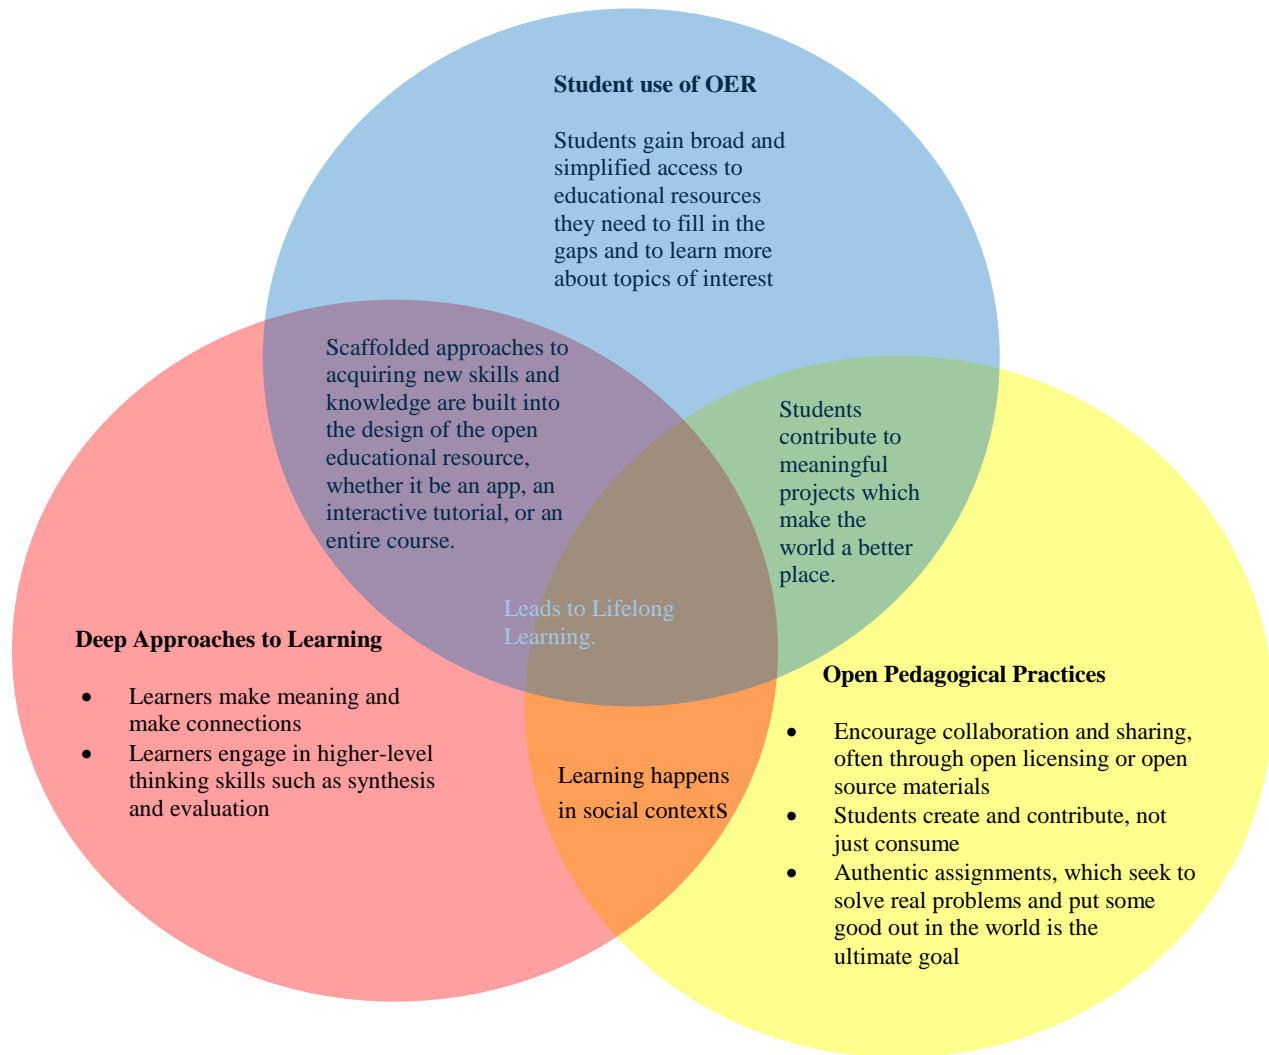 Student use of OER
Students gain broad and
simplified access to
educational resources
they need to fill in the
gaps and to learn more
about topics of interest
Scaffolded approaches to
acquiring new skills and
knowledge are built into
the design of the open
educational resource,
whether it be an app, an
interactive tutorial, or an
entire course.
Students
contribute to
meaningful
projects which
make the
world a better
place.
Leads to Lifelong
Learning.
Deep Approaches to Learning
• Learners make meaning and
make connections
• Learners engage in higher-level
thinking skills such as synthesis
and evaluation
Learning happens
in social contextS
Open Pedagogical Practices
• Encourage collaboration and sharing,
often through open licensing or open
source materials
• Students create and contribute, not
just consume
• Authentic assignments, which seek to
solve real problems and put some
good out in the world is the
ultimate goal